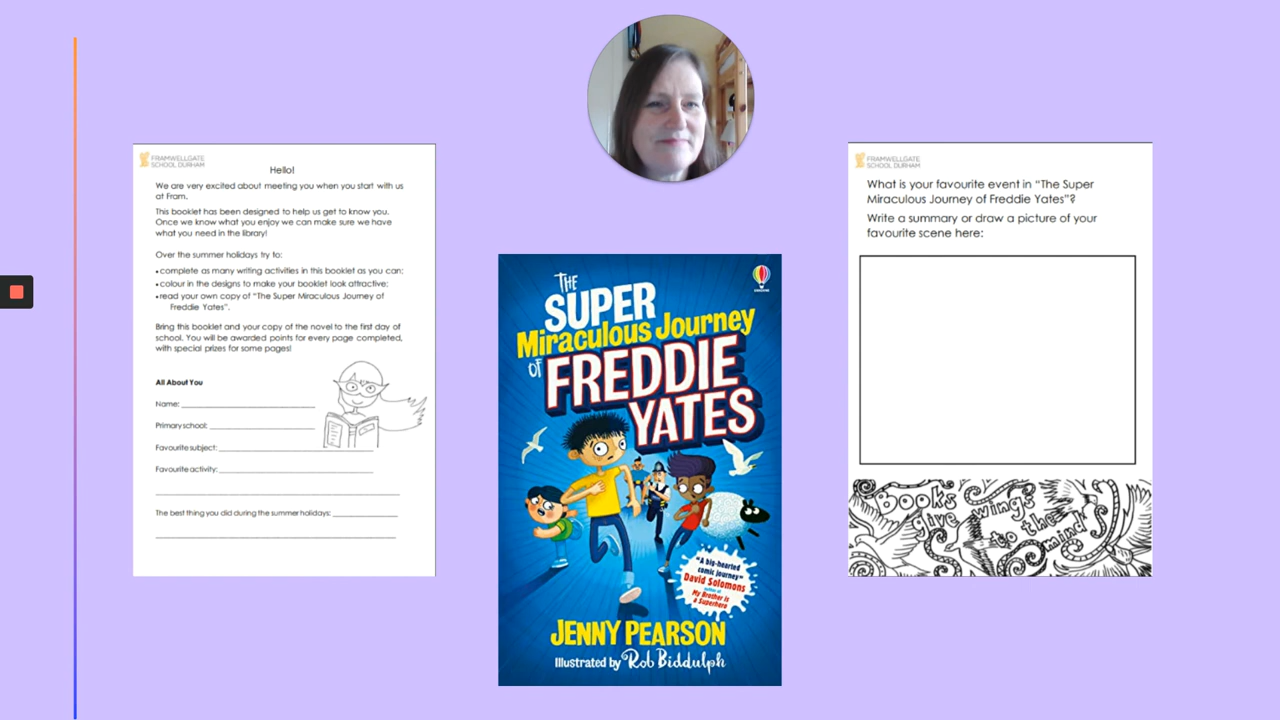 FRAMWELLGATE
SCHOOL DURHAM
Hello!
We are very excited about meeting you when you start with us
at Fram.
This booklet has been designed to help us get to know you.
Once we know what you enjoy we can make sure we have
what you need in the library!
Over the summer holidays try to:
• complete as many writing activities in this booklet as you can;
• colour in the designs to make your booklet look attractive;
• read your own copy of "The Super Miraculous Journey of
Freddie Yates".
Bring this booklet and your copy of the novel to the first day of
school. You will be awarded points for every page completed,
with special prizes for some pages!
All About You
Name:
Primary school:
Favourite subject:
Favourite activity:
The best thing you did during the summer holidays:
THE
SUPER
Miraculous Journey
OF FREDDIE
YATES
"A big-hearted
comic journey"
David Solomons
author of
My Brother is
a Superhero
JENNY PEARSON
Illustrated by Rob Biddulph
FRAMWELLGATE
SCHOOL DURHAM
What is your favourite event in "The Super
Miraculous Journey of Freddie Yates"?
Write a summary or draw a picture of your
favourite scene here:
Books
give wings
to the
mind